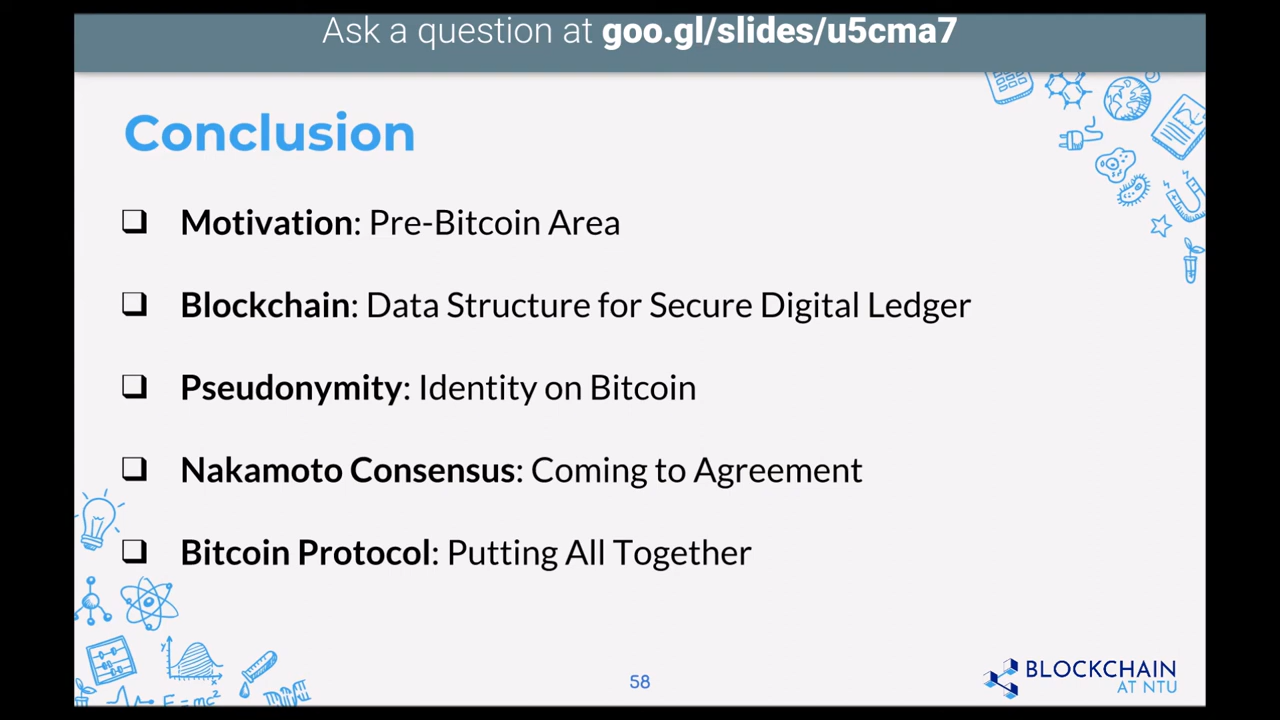 Ask a question at goo.gl/slides/u5cma7
Conclusion
❏ Motivation: Pre-Bitcoin Area
❏ Blockchain: Data Structure for Secure Digital Ledger
❏ Pseudonymity: Identity on Bitcoin
❏ Nakamoto Consensus: Coming to Agreement
❏ Bitcoin Protocol: Putting All Together
y
x
E=mc²
58
BLOCKCHAIN
AT NTU